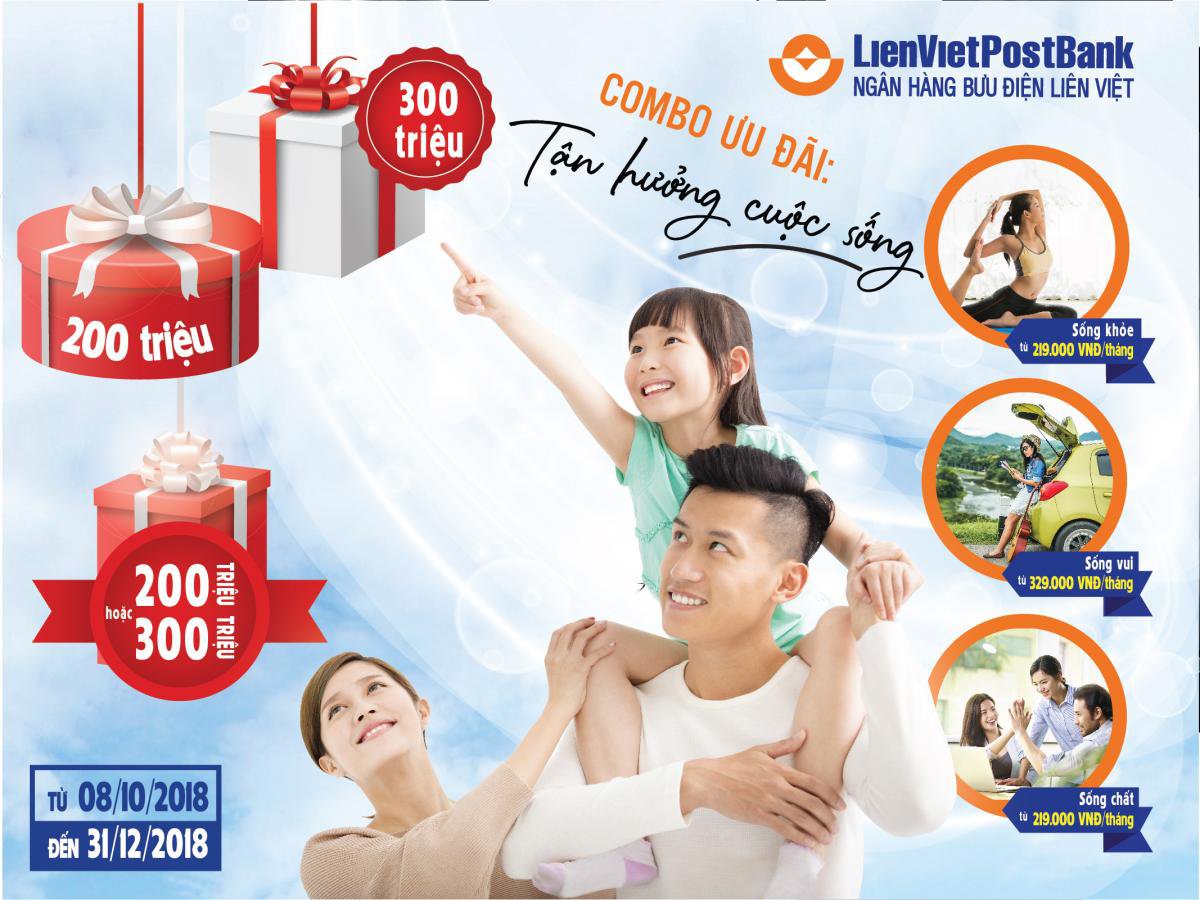 LienVietPostBank
NGÂN HÀNG BƯU ĐIỆN LIÊN VIỆT
COMBO ƯU ĐÃI:
Tận hưởng cuộc sống
300
triệu
200 triệu
200 TRIỆU
hoặc
300 TRIỆU
Sống khỏe
từ 219.000 VNĐ/tháng
Sống vui
từ 329.000 VNĐ/tháng
Sống chất
từ 219.000 VNĐ/tháng
TỪ 08/10/2018
ĐẾN 31/12/2018